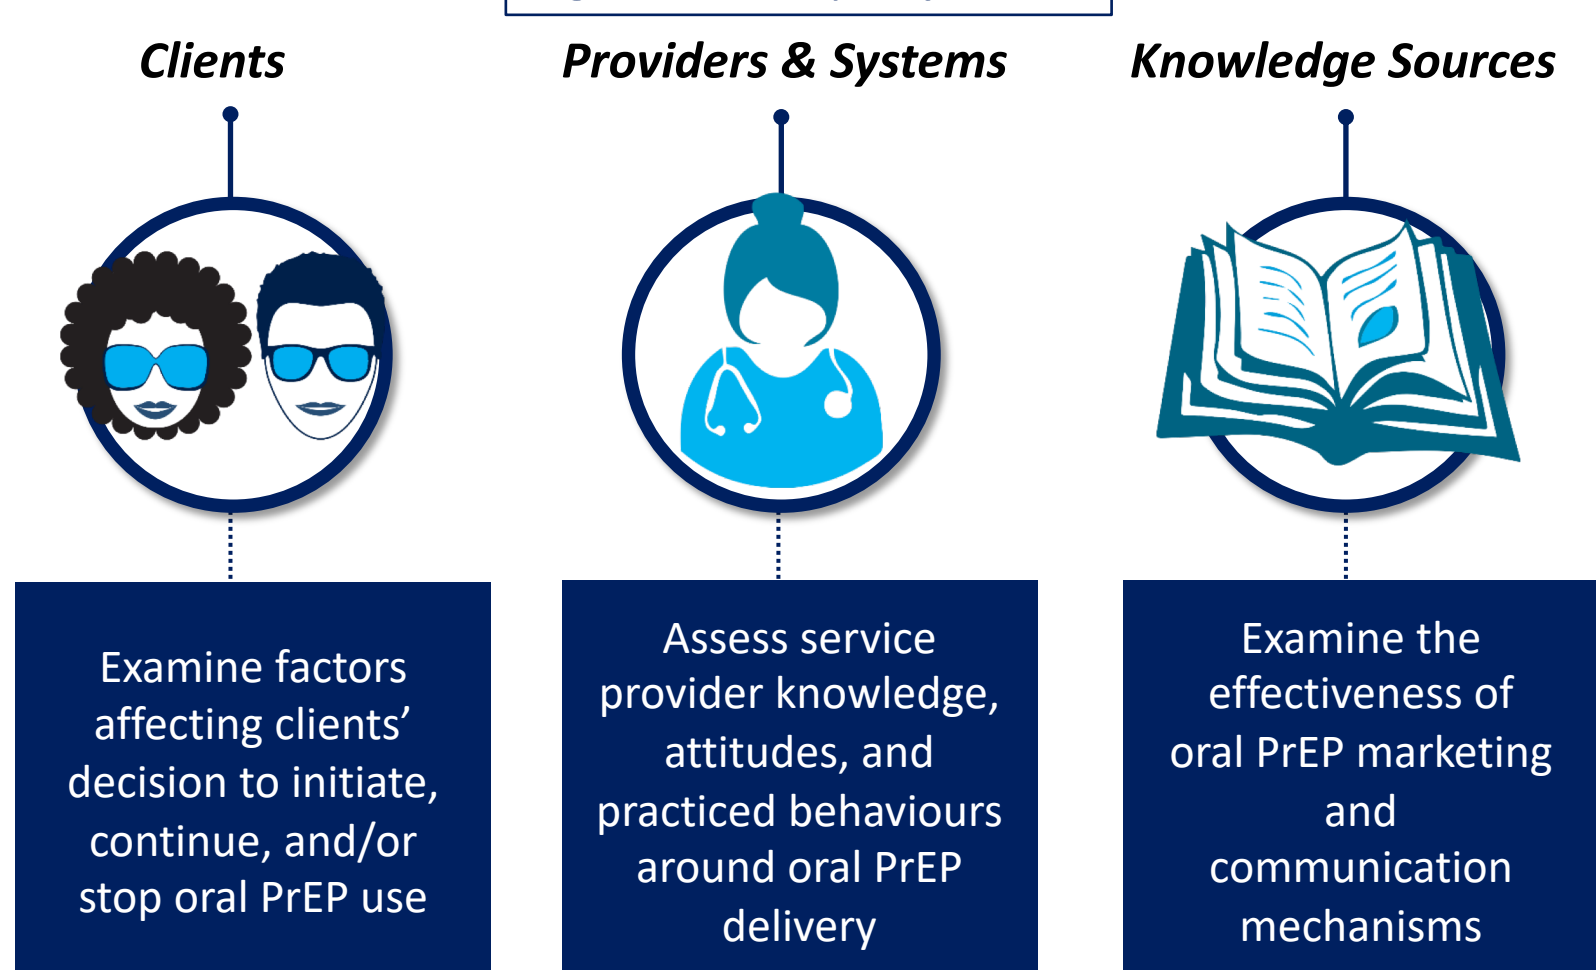 Clients
Providers & Systems
Knowledge Sources
Examine factors
affecting clients’
decision to initiate,
continue, and/or
stop oral PrEP use
Assess service
provider knowledge,
attitudes, and
practiced behaviours
around oral PrEP
delivery
Examine the
effectiveness of
oral PrEP marketing
and
communication
mechanisms